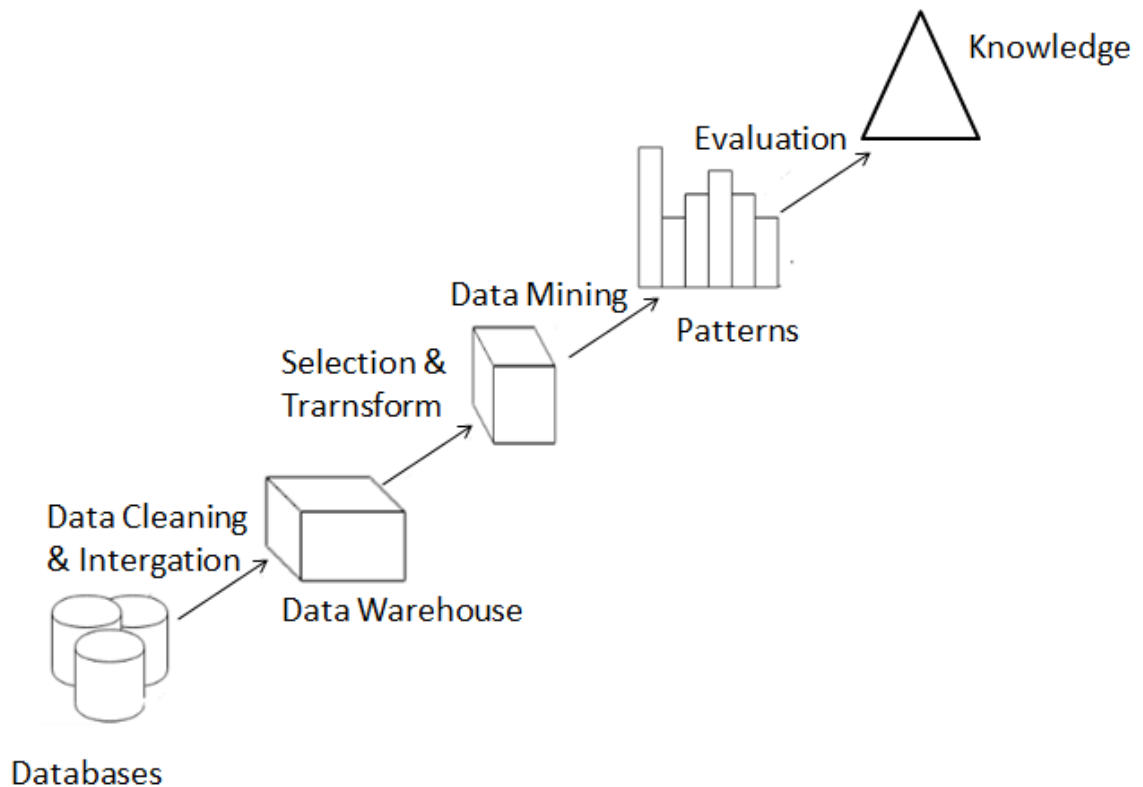 Knowledge
Evaluation
Data Mining
Patterns
Selection &
Trarnsform
Data Cleaning
& Intergation
Data Warehouse
Databases